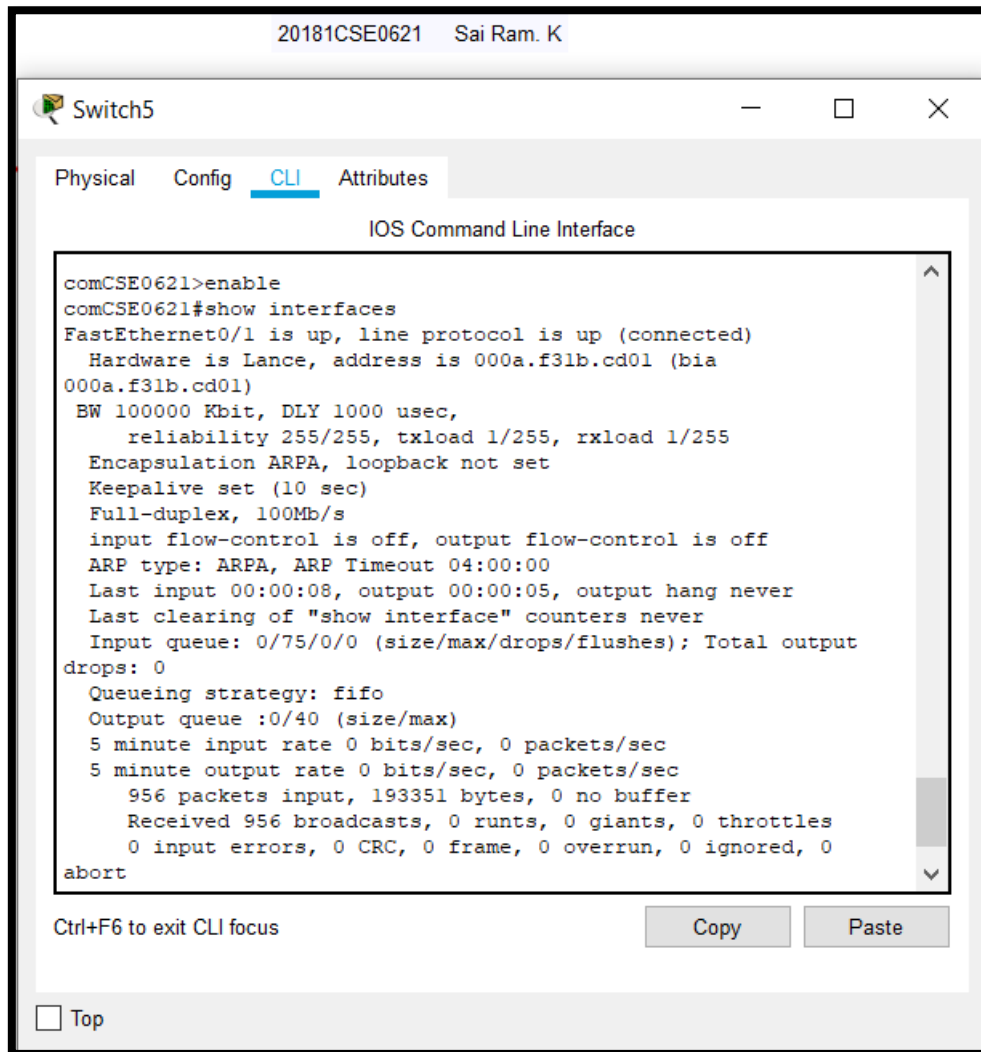 20181CSE0621 Sai Ram. K
Switch5
Physical Config CLI Attributes
IOS Command Line Interface
comCSE0621>enable
comCSE0621#show interfaces
FastEthernet0/1 is up, line protocol is up (connected)
Hardware is Lance, address is 000a.f31b.cd01 (bia
000a.f31b.cd01)
BW 100000 Kbit, DLY 1000 usec,
reliability 255/255, txload 1/255, rxload 1/255
Encapsulation ARPA, loopback not set
Keepalive set (10 sec)
Full-duplex, 100Mb/s
input flow-control is off, output flow-control is off
ARP type: ARPA, ARP Timeout 04:00:00
Last input 00:00:08, output 00:00:05, output hang never
Last clearing of "show interface" counters never
Input queue: 0/75/0/0 (size/max/drops/flushes); Total output
drops: 0
Queueing strategy: fifo
Output queue :0/40 (size/max)
5 minute input rate 0 bits/sec, 0 packets/sec
5 minute output rate 0 bits/sec, 0 packets/sec
956 packets input, 193351 bytes, 0 no buffer
Received 956 broadcasts, 0 runts, 0 giants, 0 throttles
0 input errors, 0 CRC, 0 frame, 0 overrun, 0 ignored, 0
abort
Ctrl+F6 to exit CLI focus
Copy Paste
Top